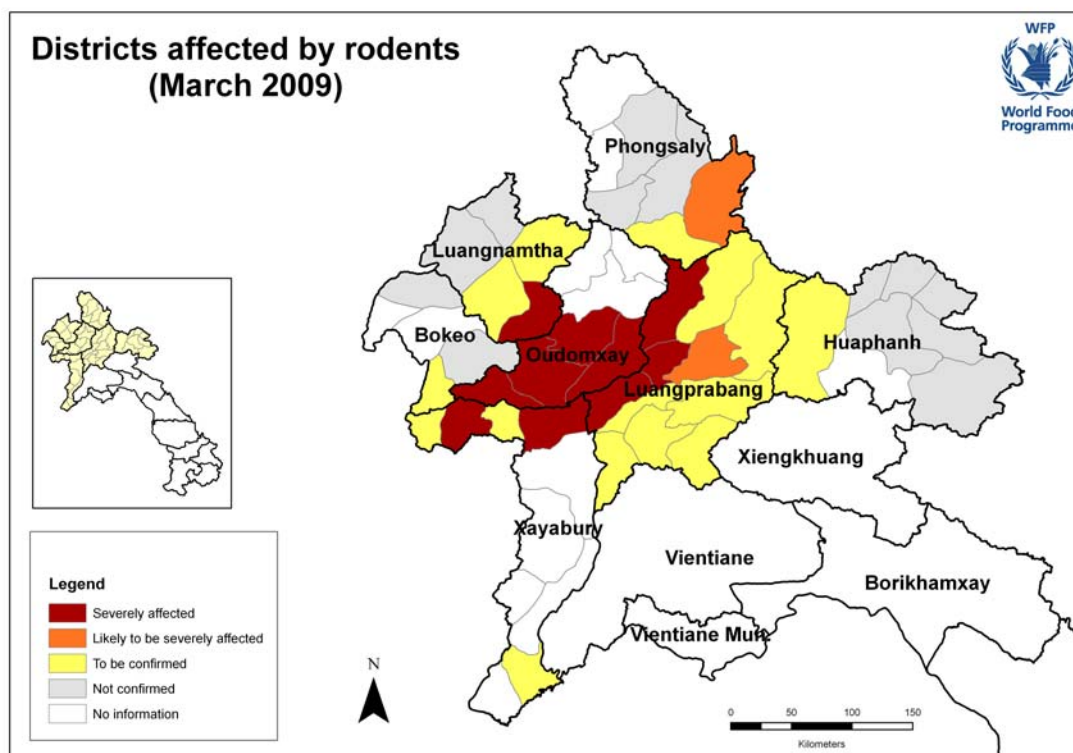 Districts affected by rodents
(March 2009)
WFP
World Food
Programme
Phongsaly
Luangnamtha
Bokeo
Oudomxay
Huaphanh
Luangprabang
Xiengkhuang
Xayabury
Vientiane
Borikhamxay
Vientiane Mun.
Legend
Severely affected
Likely to be severely affected
To be confirmed
Not confirmed
No information
N
0 25 50 100 150
Kilometers